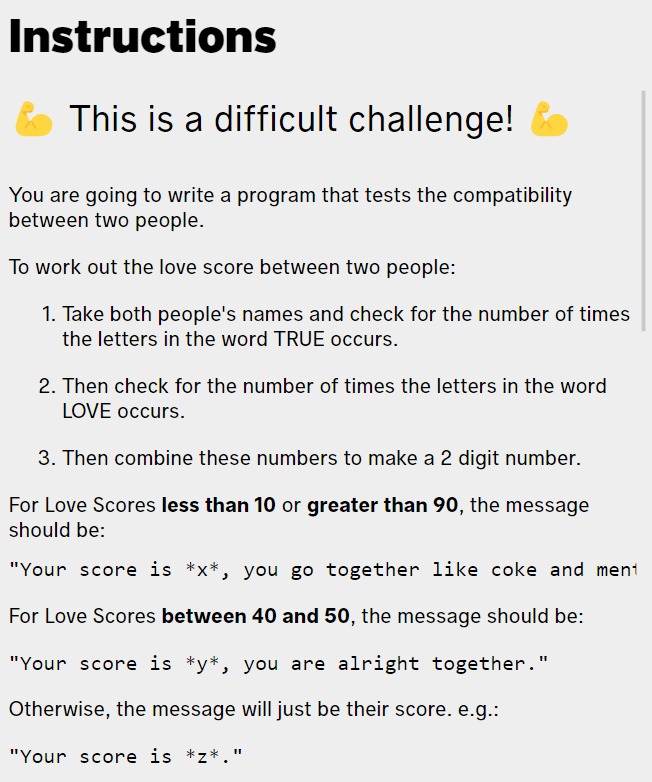 Instructions
💪 This is a difficult challenge! 💪
You are going to write a program that tests the compatibility
between two people.
To work out the love score between two people:
1. Take both people's names and check for the number of times
the letters in the word TRUE occurs.
2. Then check for the number of times the letters in the word
LOVE occurs.
3. Then combine these numbers to make a 2 digit number.
For Love Scores less than 10 or greater than 90, the message
should be:
"Your score is *x*, you go together like coke and
For Love Scores between 40 and 50, the message should be:
"Your score is *y*, you are alright together."
Otherwise, the message will just be their score. e.g.:
"Your score is *z*."